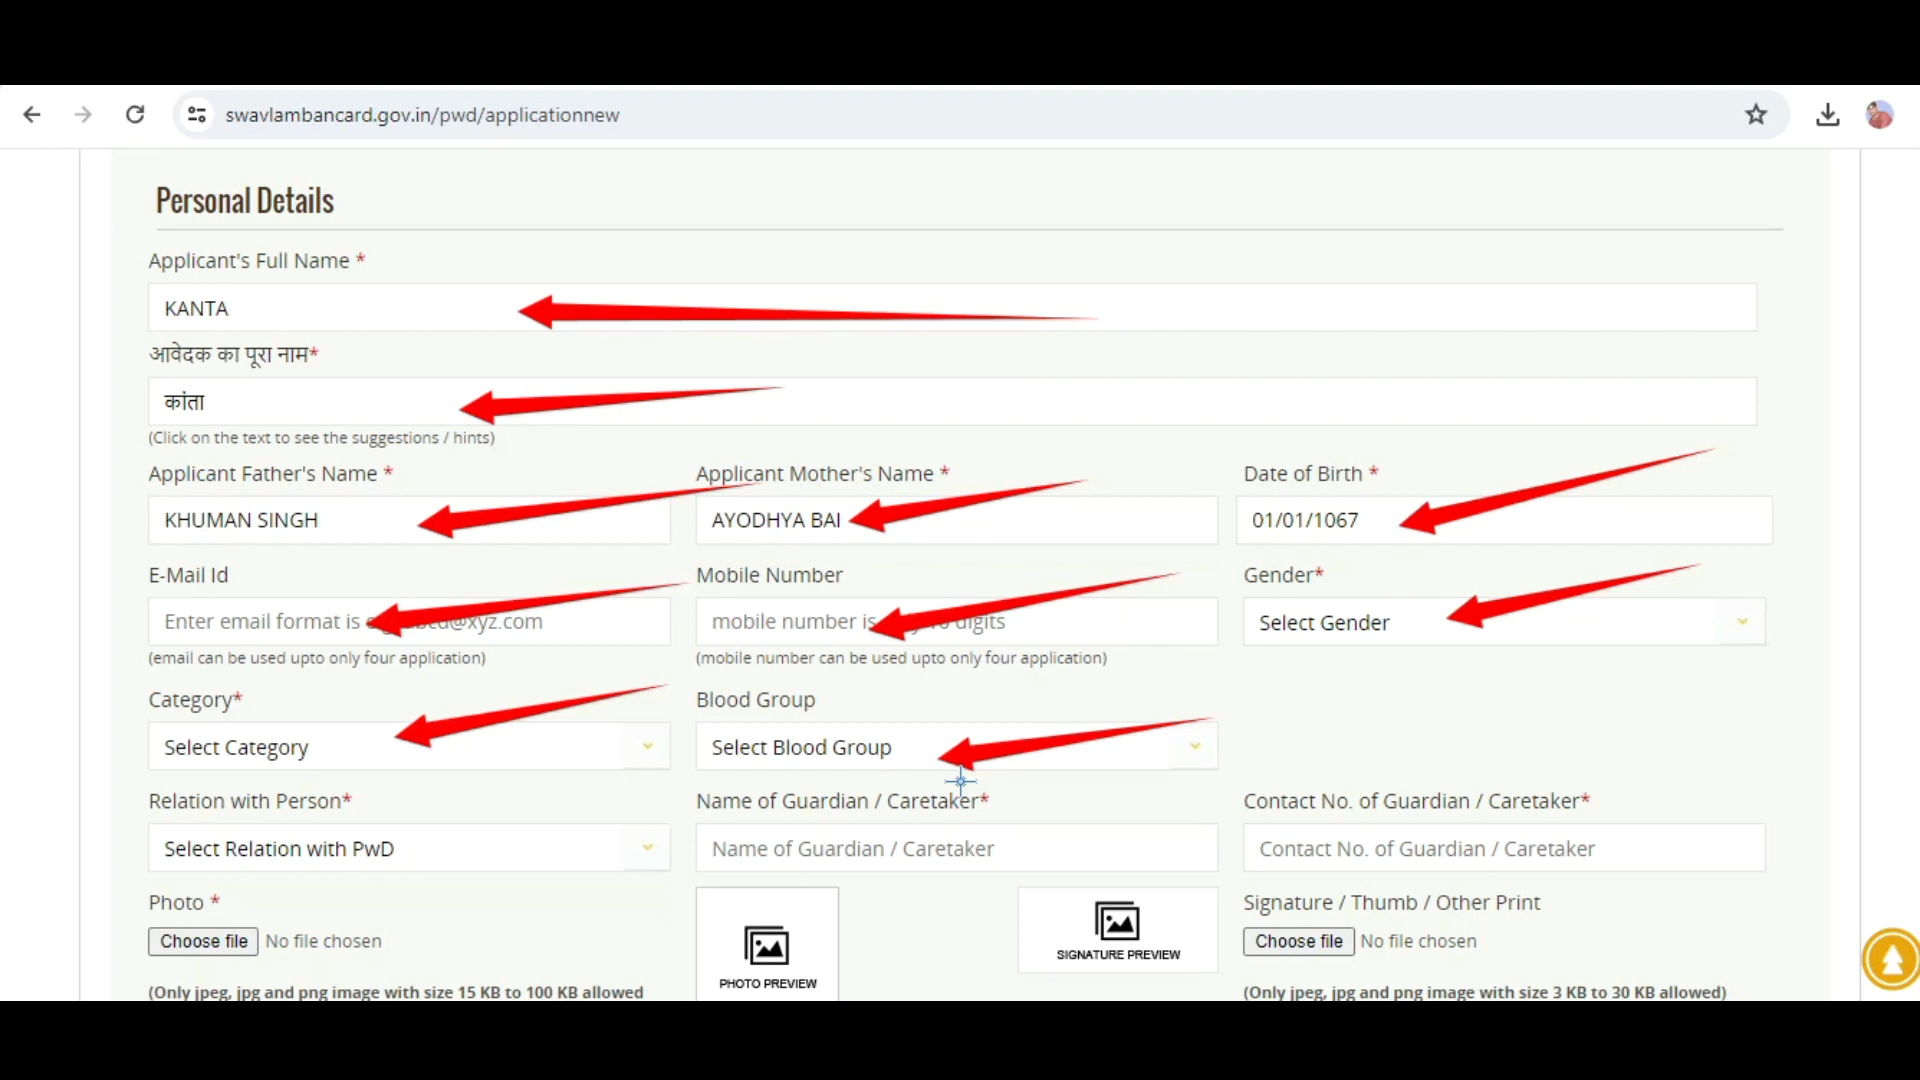 swavlambancard.gov.in/pwd/applicationnew
Personal Details
Applicant's Full Name *
KANTA
आवेदक का पूरा नाम*
कांता
(Click on the text to see the suggestions / hints)
Applicant Father's Name * Applicant Mother's Name * Date of Birth *
KHUMAN SINGH AYODHYA BAI 01/01/1067
E-Mail Id Mobile Number Gender*
Enter email format is @xyz.com mobile number is digits Select Gender
(email can be used upto only four application) (mobile number can be used upto only four application)
Category* Blood Group
Select Category Select Blood Group
Relation with Person* Name of Guardian / Caretaker* Contact No. of Guardian / Caretaker*
Select Relation with PwD Name of Guardian / Caretaker Contact No. of Guardian / Caretaker
Photo * Signature / Thumb / Other Print
Choose file No file chosen Choose file No file chosen
SIGNATURE PREVIEW
PHOTO PREVIEW
(Only jpeg, jpg and png image with size 15 KB to 100 KB allowed (Only jpeg, jpg and png image with size 3 KB to 30 KB allowed)